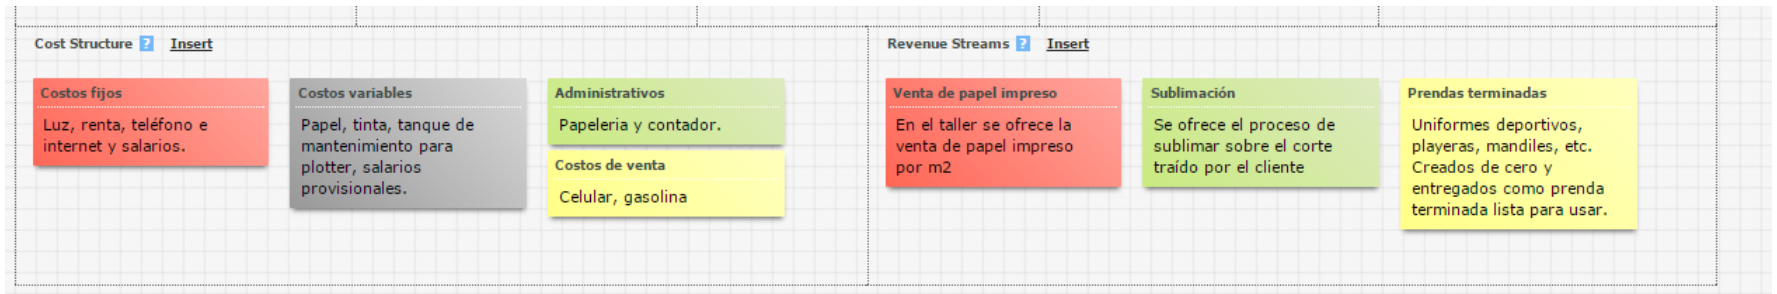 Cost Structure ? Insert
Costos fijos
Luz, renta, teléfono e
internet y salarios.
Costos variables
Papel, tinta, tanque de
mantenimiento para
plotter, salarios
provisionales.
Administrativos
Papeleria y contador.
Costos de venta
Celular, gasolina
Revenue Streams ? Insert
Venta de papel impreso
En el taller se ofrece la
venta de papel impreso
por m2
Sublimación
Se ofrece el proceso de
sublimar sobre el corte
traído por el cliente
Prendas terminadas
Uniformes deportivos,
playeras, mandiles, etc.
Creados de cero y
entregados como prenda
terminada lista para usar.